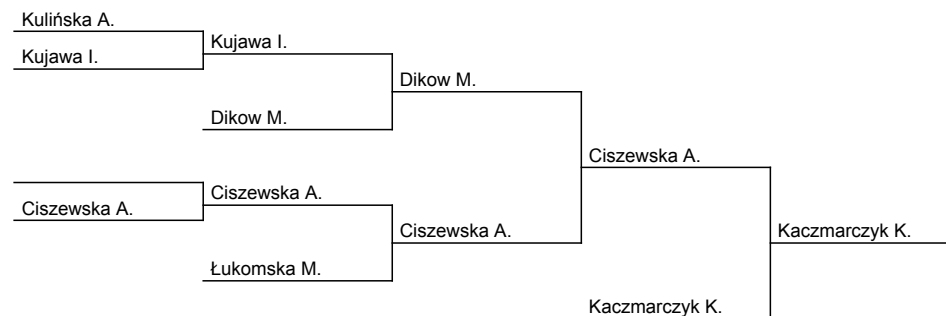 Kulińska A.
Kujawa I.
Kujawa I.
Dikow M.
Dikow M.
Ciszewska A.
Ciszewska A.
Ciszewska A.
Ciszewska A.
Kaczmarczyk K.
Łukomska M.
Kaczmarczyk K.